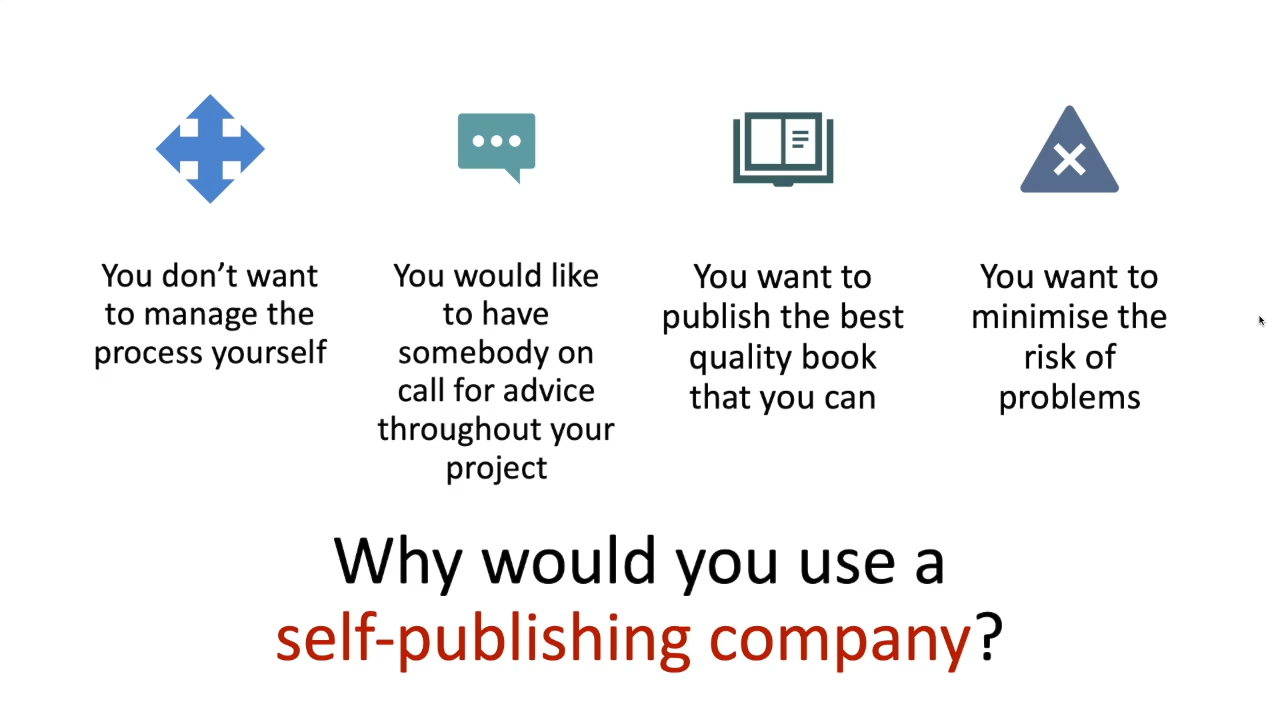 You don’t want
to manage the
process yourself
You would like
to have
somebody on
call for advice
throughout your
project
You want to
publish the best
quality book
that you can
You want to
minimise the
risk of
problems
Why would you use a
self-publishing company?